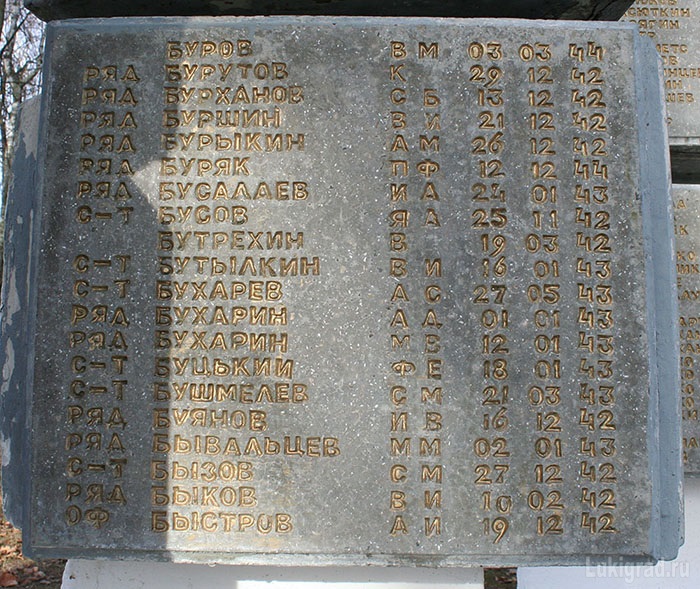 БУРОВ В М 03 03 44
РЯД БУРУТОВ К 29 12 42
РЯД БУРХАНОВ С Б 13 12 42
РЯД БУРШИН В И 21 12 42
РЯД БУРЫКИН А М 26 12 42
РЯД БУРЯК П Ф 12 12 44
РЯД БУСАЛАЕВ И А 24 01 43
С-Т БУСОВ Я Д 25 11 42
БУТРЕХИН В 19 03 42
С-Т БУТЫЛКИН В И 16 01 43
С-Т БУХАРЕВ А С 27 05 43
РЯД БУХАРИН А Д 01 01 43
РЯД БУХАРИН М Е 12 01 43
С-Т БУЦЬКИЙ Ф Е 18 01 43
С-Т БУШМЕЛЕВ С М 21 03 43
РЯД БУЯНОВ И В 16 12 42
РЯД БЫВАЛЬЦЕВ М М 02 01 43
С-Т БЫЗОВ С М 27 12 42
РЯД БЫКОВ В И 10 02 42
ОФ БЫСТРОВ А И 19 12 42
Lukigrad.ru